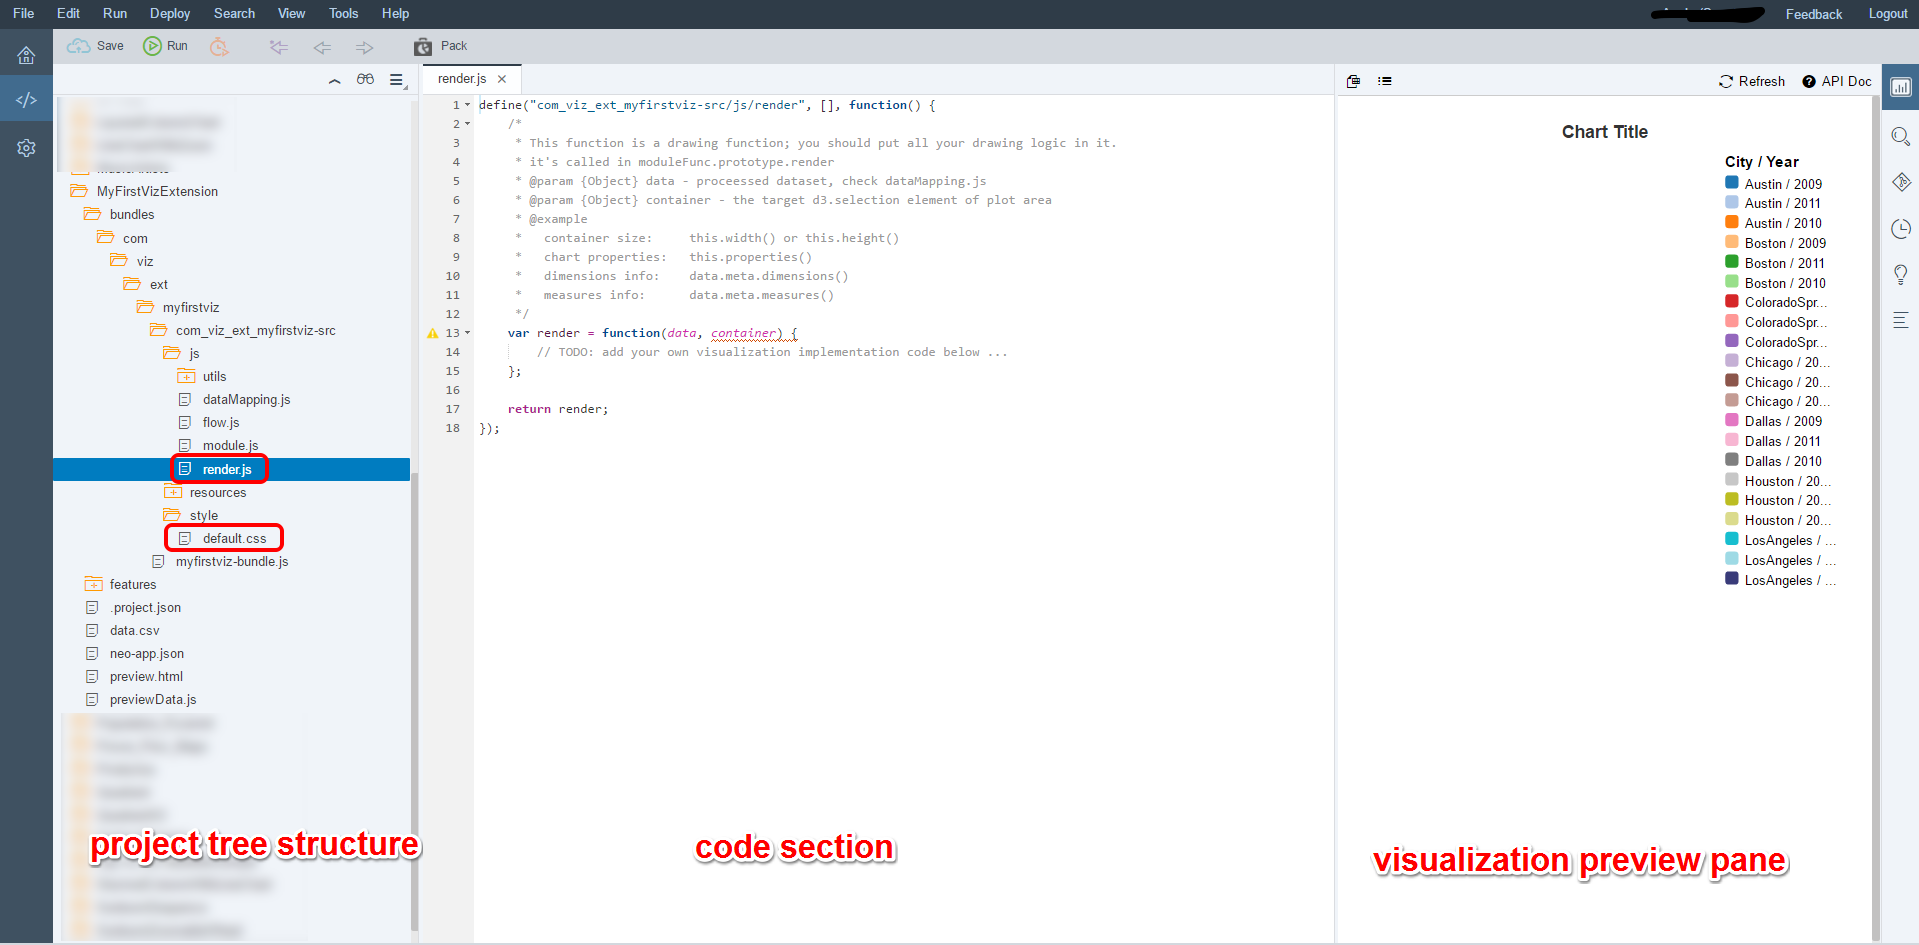 File Edit Run Deploy Search View Tools Help
Feedback Logout
Save Run Pack
MyFirstVizExtension
bundles
com
viz
ext
myfirstviz
com_viz_ext_myfirstviz-src
js
utils
dataMapping.js
flow.js
module.js
render.js
resources
style
default.css
myfirstviz-bundle.js
features
.project.json
data.csv
neo-app.json
preview.html
previewData.js
project tree structure
render.js
1 define("com_viz_ext_myfirstviz-src/js/render", [], function() {
2 /*
3 * This function is a drawing function; you should put all your drawing logic in it.
4 * it's called in moduleFunc.prototype.render
5 * @param {Object} data - proceessed dataset, check dataMapping.js
6 * @param {Object} container - the target d3.selection element of plot area
7 * @example
8 * container size: this.width() or this.height()
9 * chart properties: this.properties()
10 * dimensions info: data.meta.dimensions()
11 * measures info: data.meta.measures()
12 */
13 var render = function(data, container) {
14 // TODO: add your own visualization implementation code below ...
15 };
16
17 return render;
18 });
code section
Refresh API Doc
Chart Title
City / Year
Austin / 2009
Austin / 2011
Austin / 2010
Boston / 2009
Boston / 2011
Boston / 2010
ColoradoSpr...
ColoradoSpr...
ColoradoSpr...
Chicago / 20...
Chicago / 20...
Chicago / 20...
Dallas / 2009
Dallas / 2011
Dallas / 2010
Houston / 20...
Houston / 20...
Houston / 20...
LosAngeles / ...
LosAngeles / ...
LosAngeles / ...
visualization preview pane